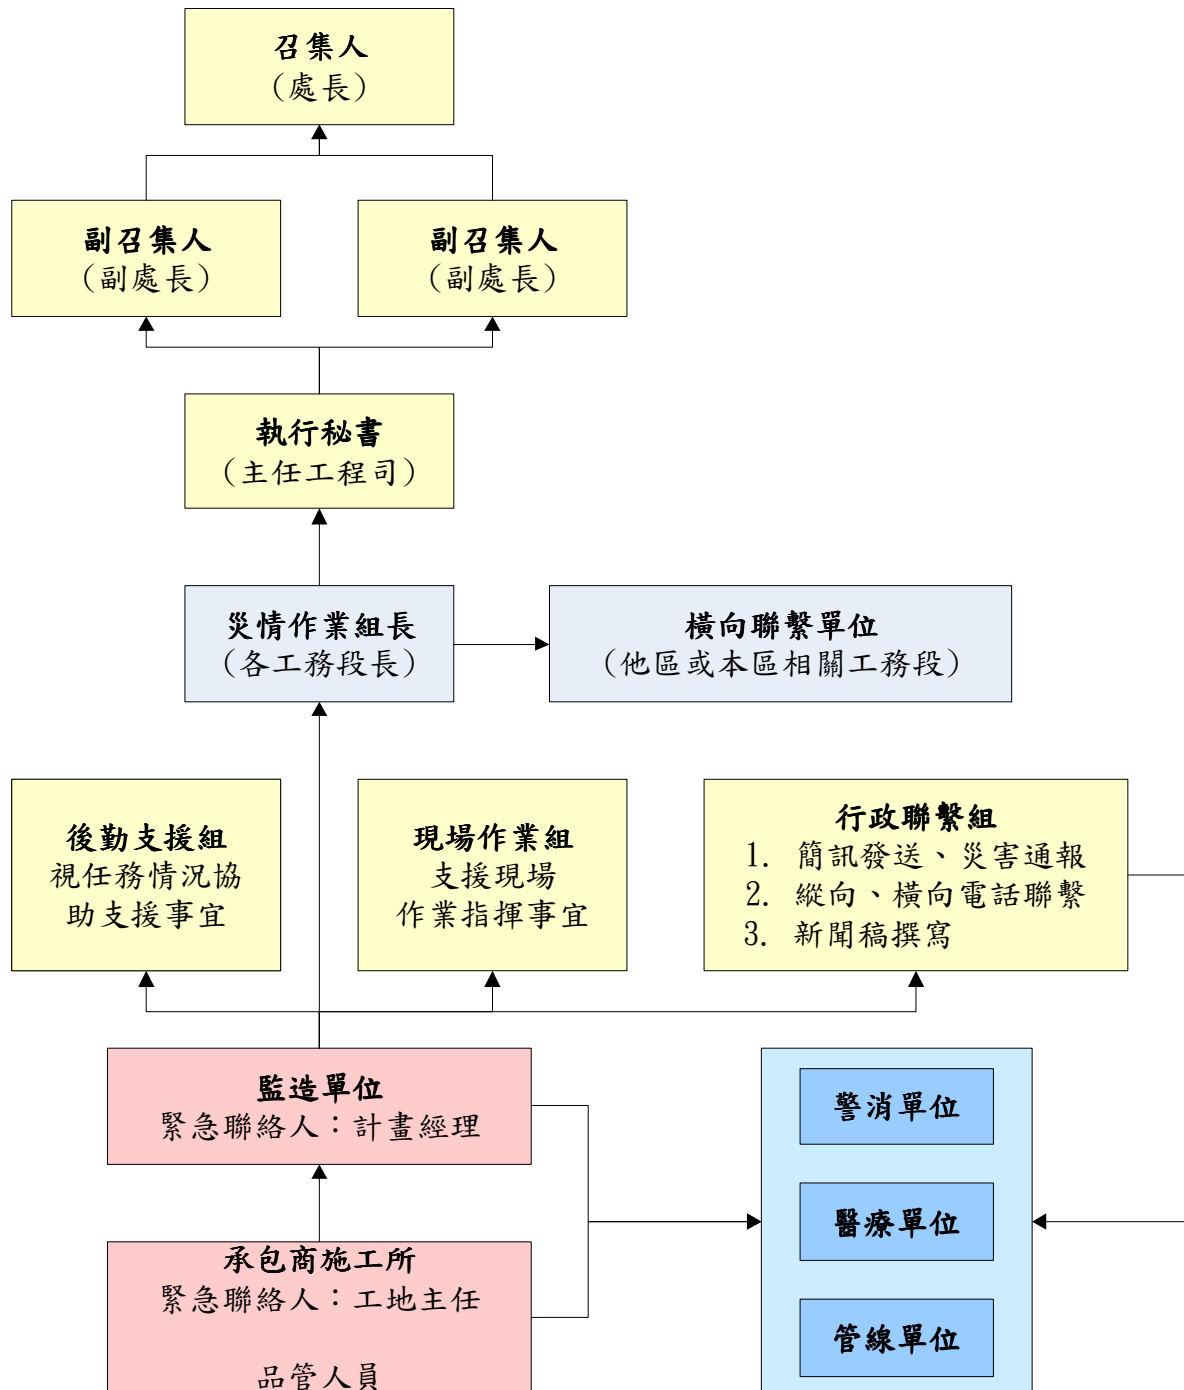 召集人
(處長)
副召集人
(副處長)
副召集人
(副處長)
執行秘書
(主任工程司)
災情作業組長
(各工務段長)
橫向聯繫單位
(他區或本區相關工務段)
後勤支援組
視任務情況協
助支援事宜
現場作業組
支援現場
作業指揮事宜
行政聯繫組
1. 簡訊發送、災害通報
2. 縱向、橫向電話聯繫
3. 新聞稿撰寫
監造單位
緊急聯絡人：計畫經理
承包商施工所
緊急聯絡人：工地主任
品管人員
警消單位
醫療單位
管線單位